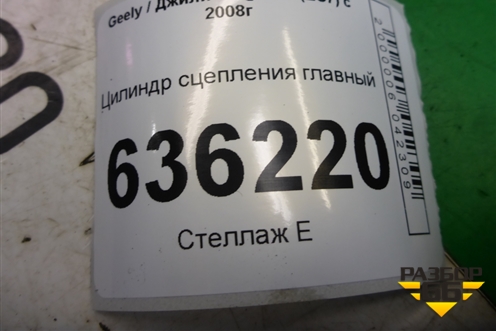 Geely / Джили с
2008г
Цилиндр сцепления главный
636220
Стеллаж Е
2000006042309
РАЗБОР